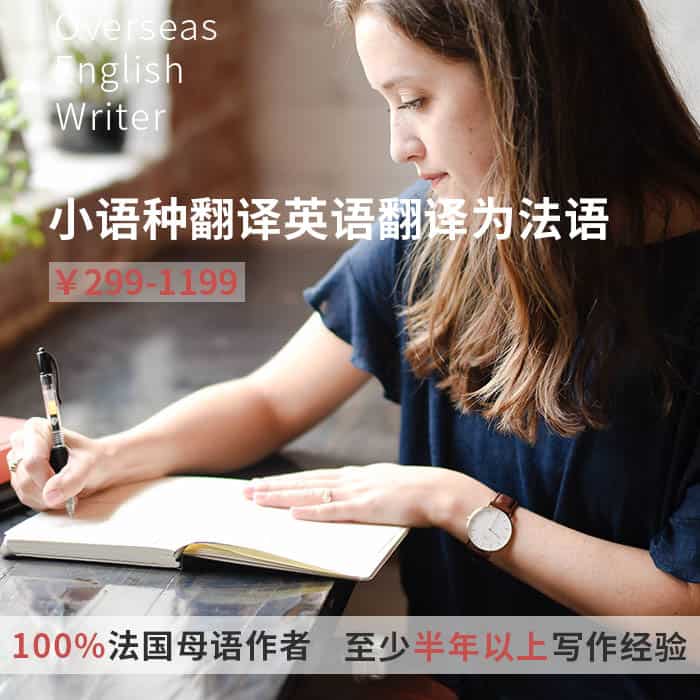 Overseas
English
Writer
小语种翻译英语翻译为法语
￥299-1199
100%法国母语作者 至少半年以上写作经验